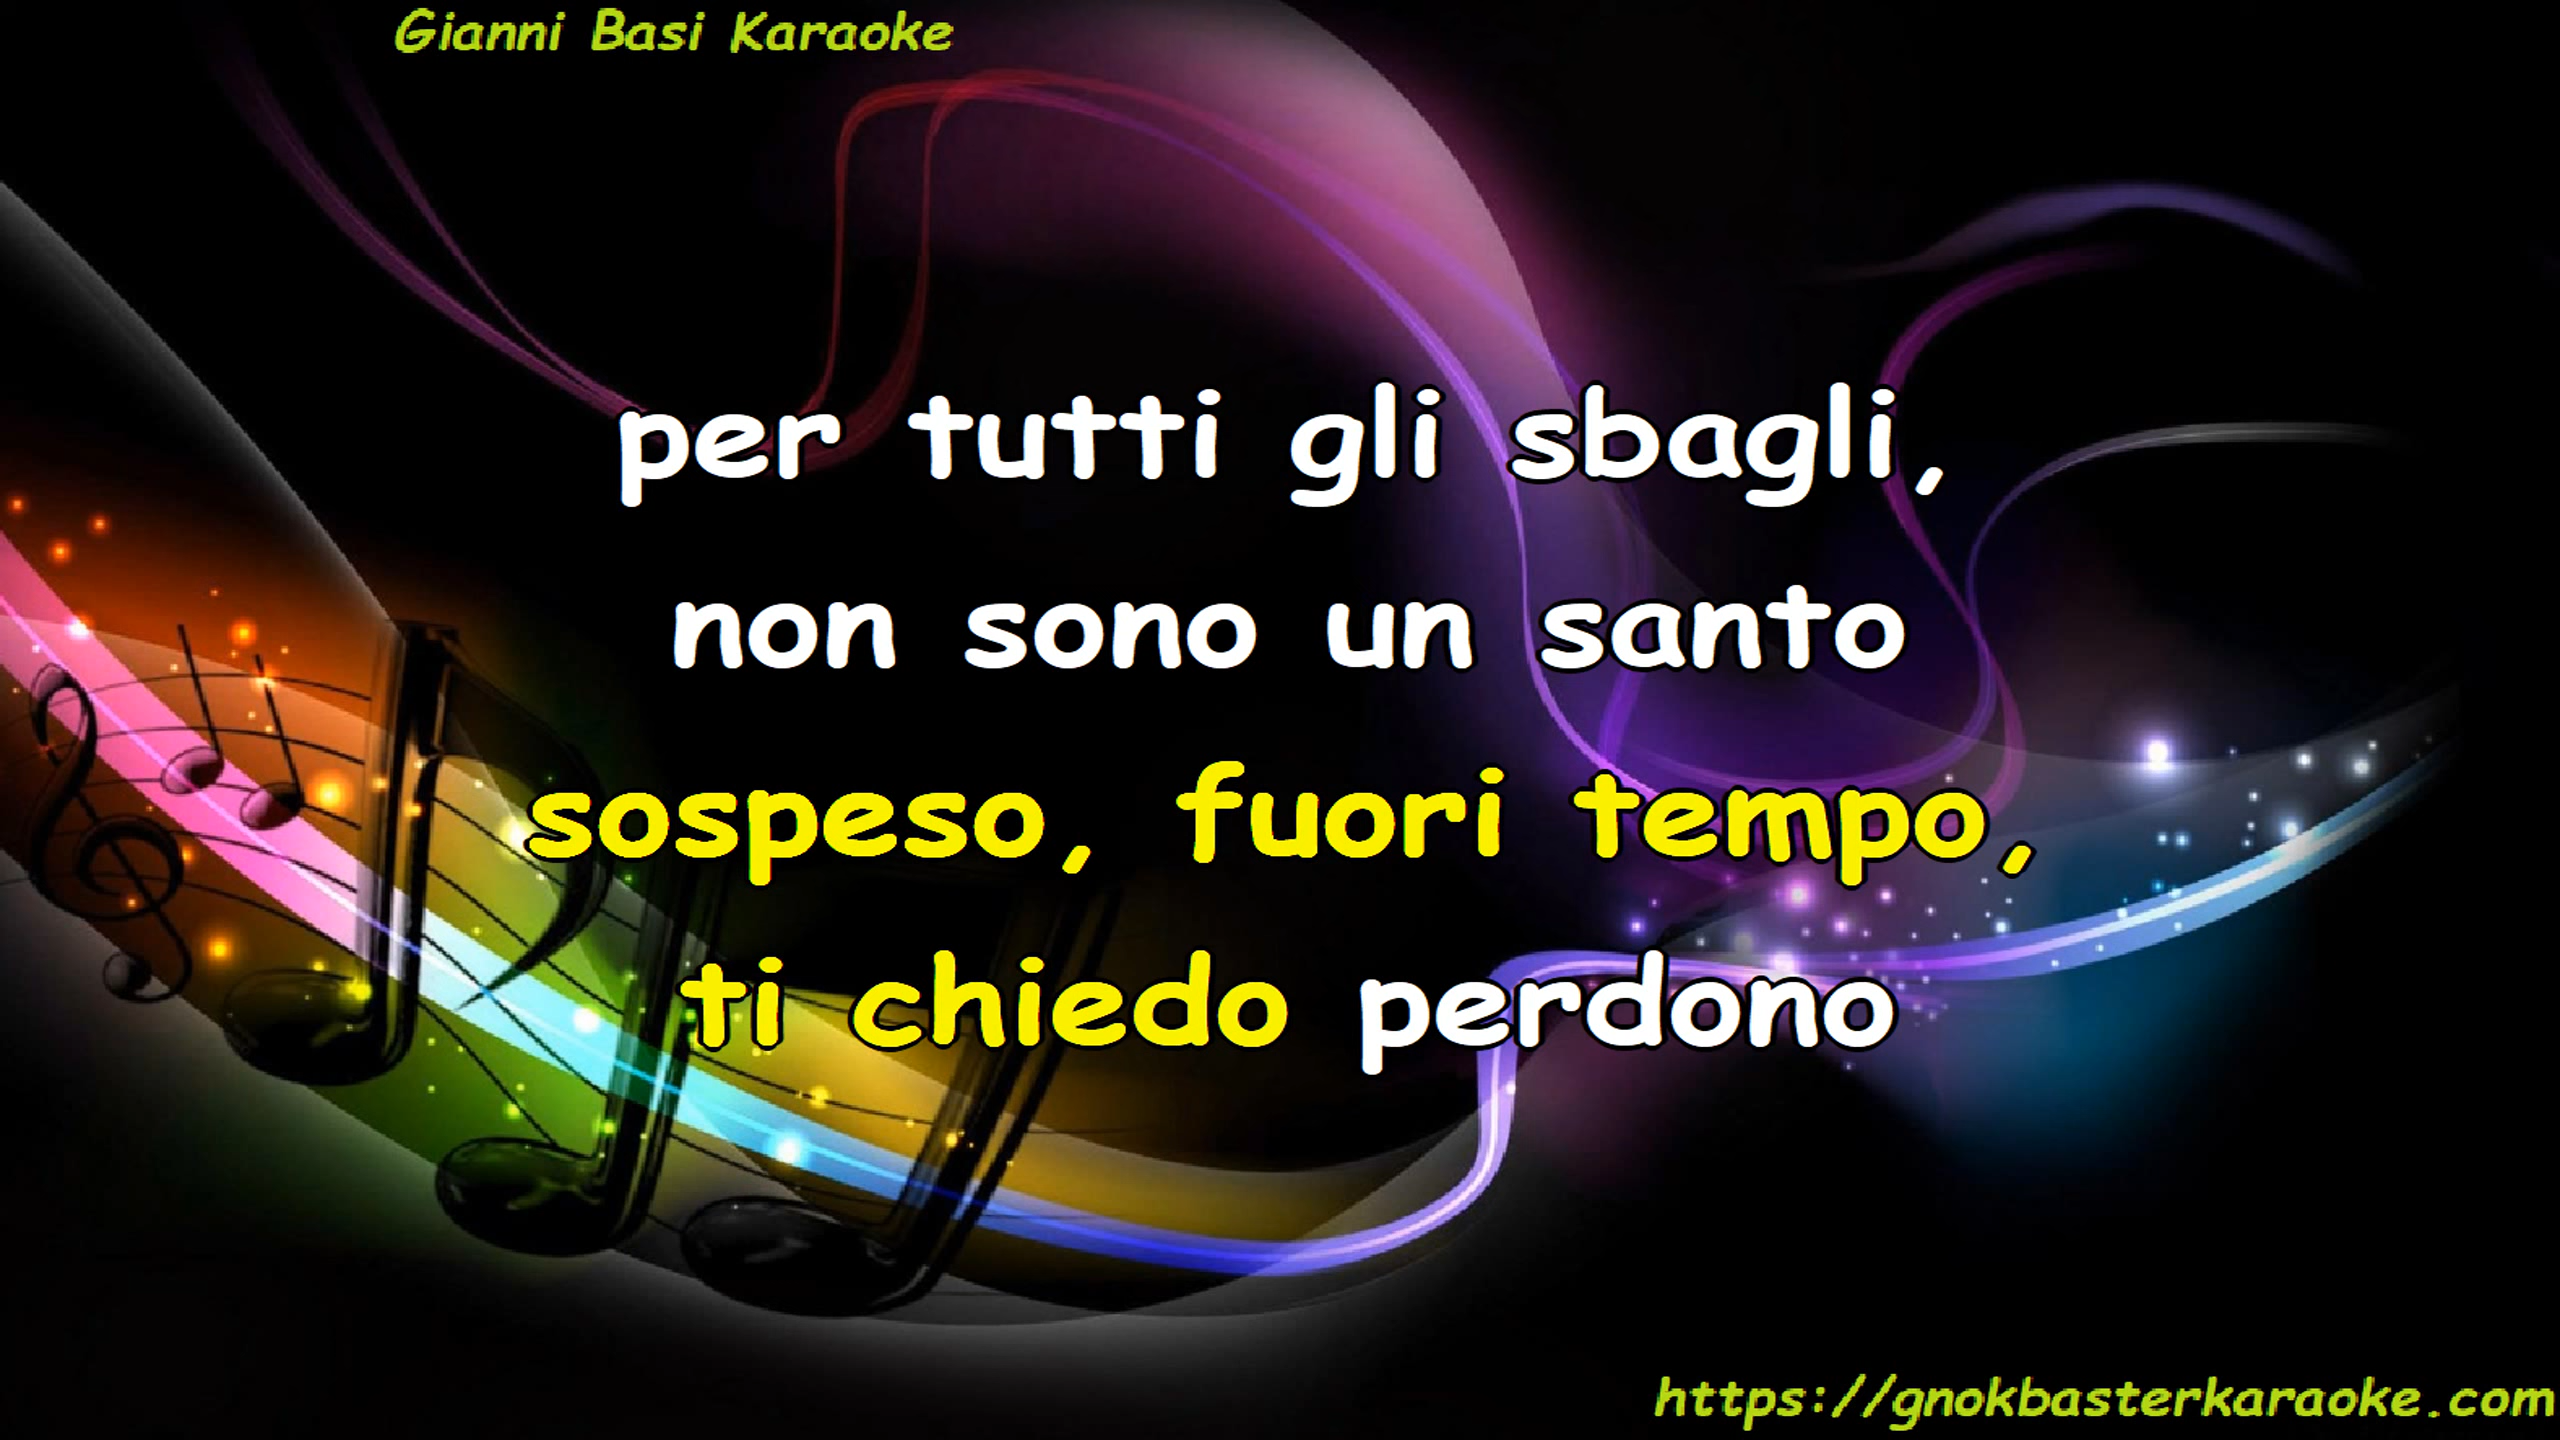 Gianni Basi Karaoke
per tutti gli sbagli,
non sono un santo
sospeso, fuori tempo,
ti chiedo perdono
https://gnokbasterkaraoke.com